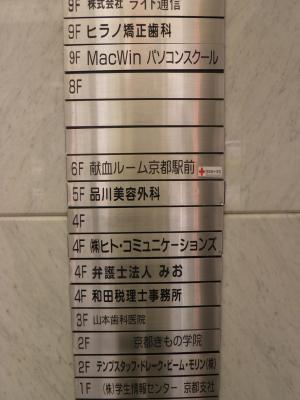 9F 株式会社 ライト通信
9F ヒラノ矯正歯科
9F MacWin パソコンスクール
8F
6F 献血ルーム京都駅前
5F 品川美容外科
4F
4F ㈱ヒト・コミュニケーションズ
4F 弁護士法人 みお
4F 和田税理士事務所
3F 山本歯科医院
2F 京都きもの学院
2F テンプスタッフ・ドレーク・ビーム・モリン(株)
1F (株)学生情報センター 京都支社